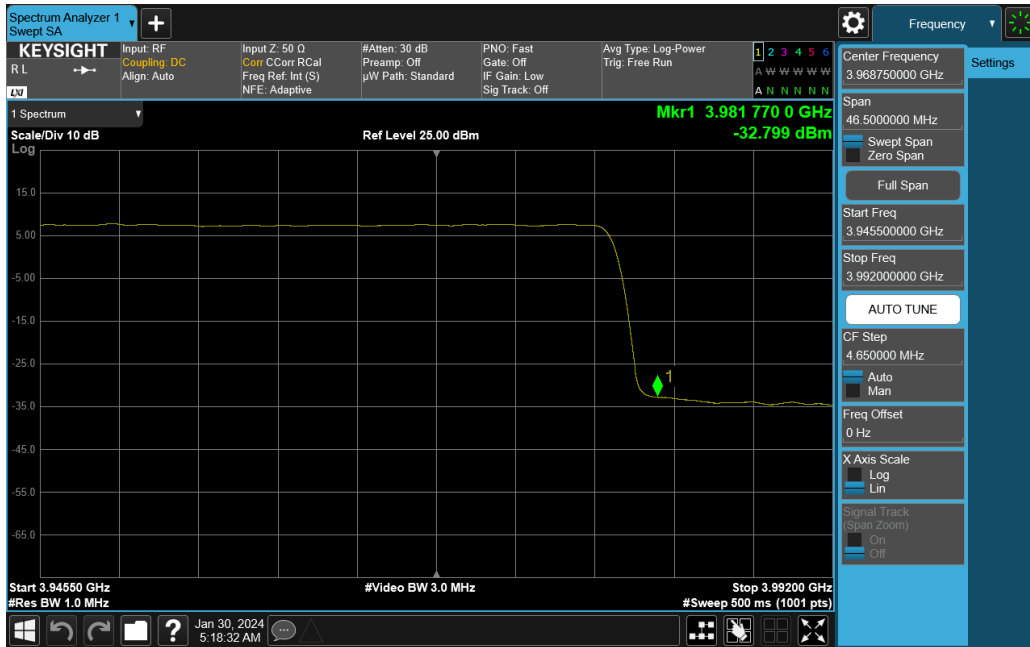 Spectrum Analyzer 1
Swept SA
Frequency
KEYSIGHT
R L
LXI
Input: RF
Coupling: DC
Align: Auto
Input Z: 50 Ω
Corr CCorr RCal
Freq Ref: Int (S)
NFE: Adaptive
#Atten: 30 dB
Preamp: Off
µW Path: Standard
PNO: Fast
Gate: Off
IF Gain: Low
Sig Track: Off
Avg Type: Log-Power
Trig: Free Run
1 2 3 4 5 6
A W W W W W
A N N N N N
1 Spectrum
Scale/Div 10 dB
Log
Ref Level 25.00 dBm
Mkr1 3.981 770 0 GHz
-32.799 dBm
15.0
5.00
-5.00
-15.0
-25.0
-35.0
-45.0
-55.0
-65.0
1
Start 3.94550 GHz
#Res BW 1.0 MHz
#Video BW 3.0 MHz
Stop 3.99200 GHz
#Sweep 500 ms (1001 pts)
Jan 30, 2024
5:18:32 AM
?
Center Frequency
3.968750000 GHz
Span
46.5000000 MHz
Swept Span
Zero Span
Full Span
Start Freq
3.945500000 GHz
Stop Freq
3.992000000 GHz
AUTO TUNE
CF Step
4.650000 MHz
Auto
Man
Freq Offset
0 Hz
X Axis Scale
Log
Lin
Signal Track
(Span Zoom)
On
Off
Settings